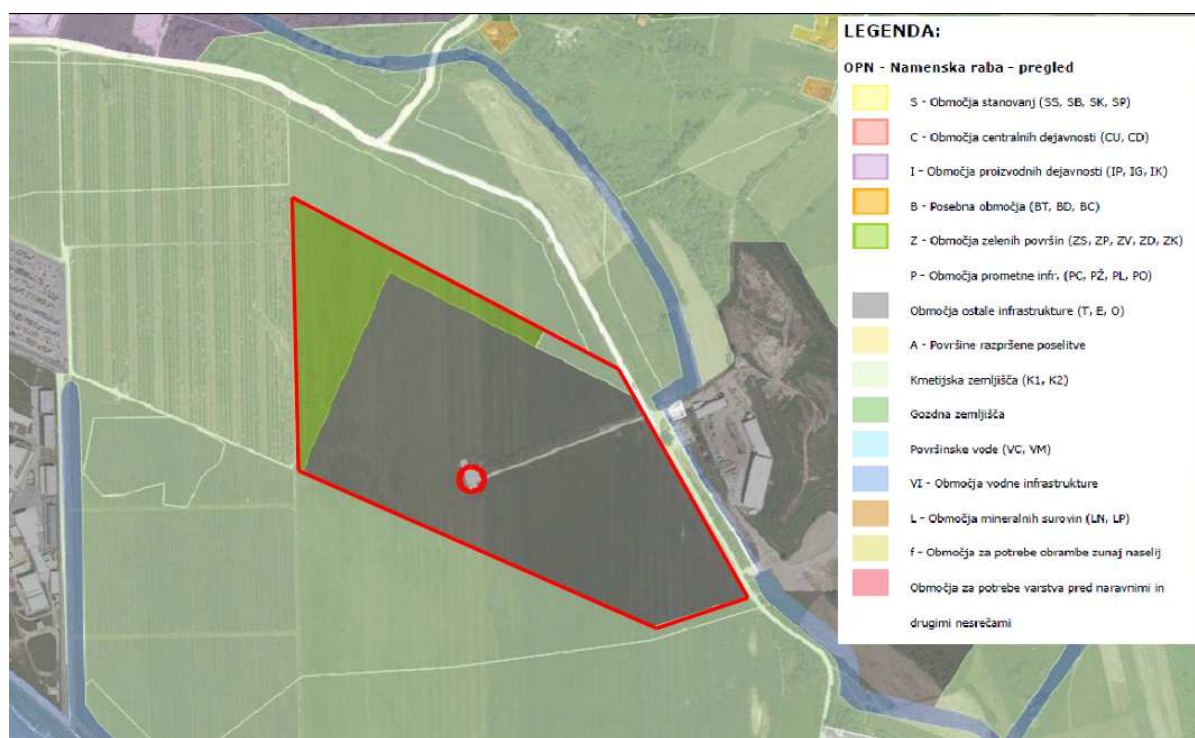 LEGENDA:
OPN - Namenska raba - pregled
S - Območja stanovanj (SS, SB, SK, SP)
C - Območja centralnih dejavnosti (CU, CD)
I - Območja proizvodnih dejavnosti (IP, IG, IK)
B - Posebna območja (BT, BD, BC)
Z - Območja zelenih površin (ZS, ZP, ZV, ZD, ZK)
P - Območja prometne infr. (PC, PŽ, PL, PO)
Območja ostale infrastrukture (T, E, O)
A - Površine razpršene poselitve
Kmetijska zemljišča (K1, K2)
Gozdna zemljišča
Površinske vode (VC, VM)
VI - Območja vodne infrastrukture
L - Območja mineralnih surovin (LN, LP)
f - Območja za potrebe obrambe zunaj naselij
Območja za potrebe varstva pred naravnimi in
drugimi nesrečami